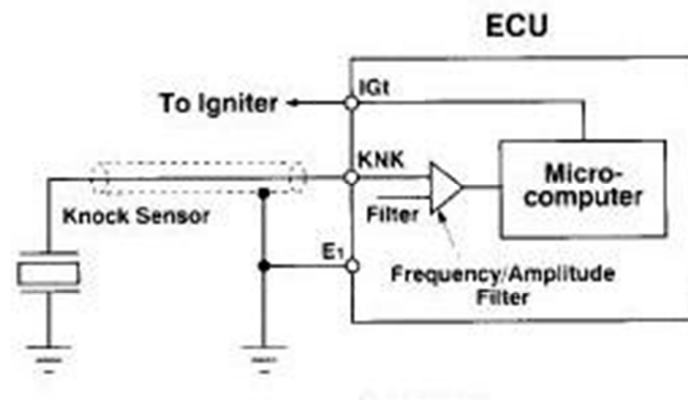 ECU
IGt
To Igniter
KNK
Micro-
computer
Knock Sensor
Filter
E1
Frequency/Amplitude
Filter